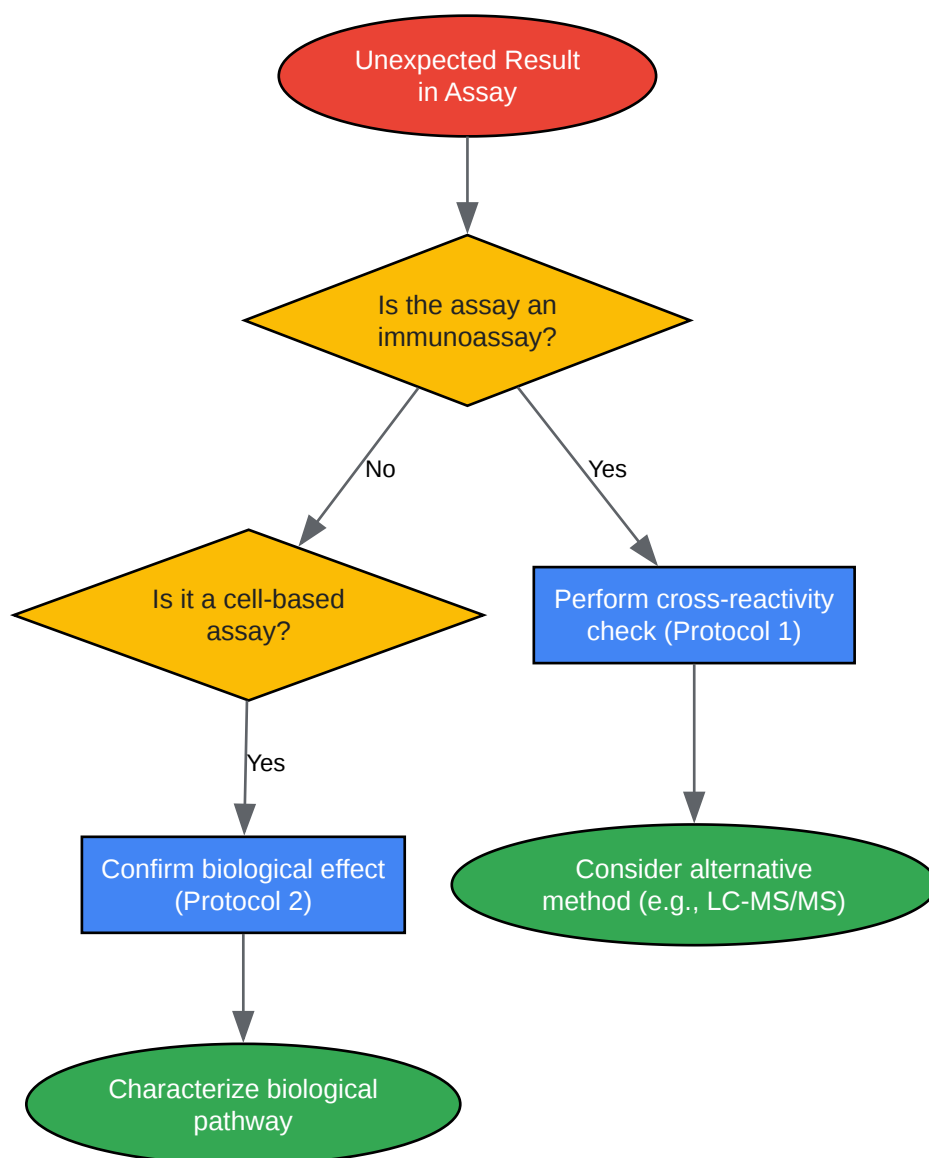 Unexpected Result
in Assay
Is the assay an
immunoassay?
No
Yes
Is it a cell-based
assay?
Perform cross-reactivity
check (Protocol 1)
Yes
Confirm biological effect
(Protocol 2)
Consider alternative
method (e.g., LC-MS/MS)
Characterize biological
pathway